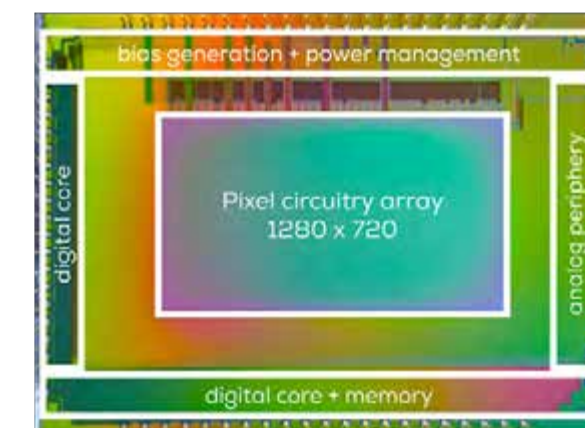 bias generation + power management
digital core
Pixel circuitry array
1280 x 720
analog periphery
digital core + memory